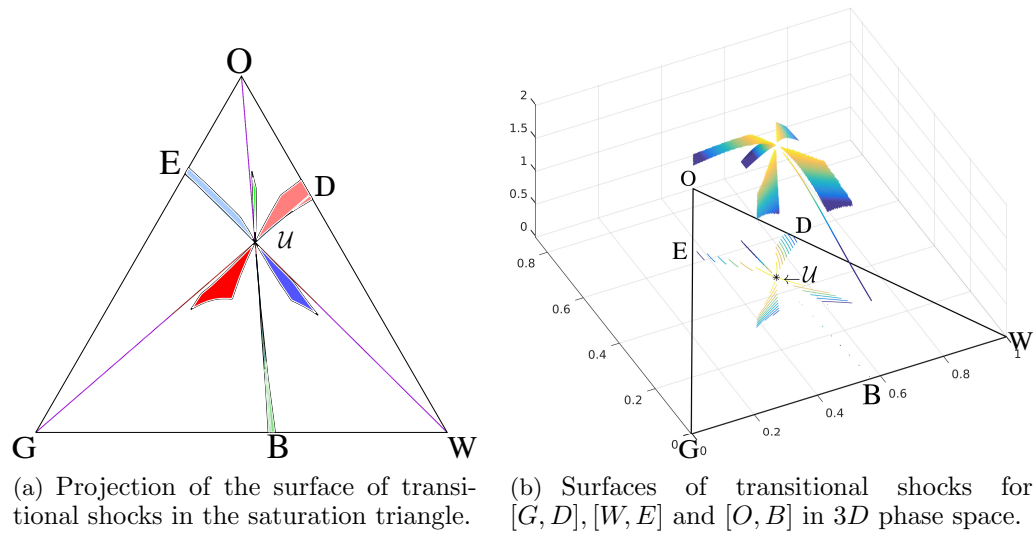 O
E
D
U
G
B
W
2
1.5
1
0.5
0
0.8
0.6
0.4
0.2
0
O
D
E
←U
W
1
0.8
B 0.6
0.4
0.2
G 0
(a) Projection of the surface of transi-
tional shocks in the saturation triangle.
(b) Surfaces of transitional shocks for
[G, D], [W, E] and [O, B] in 3D phase space.